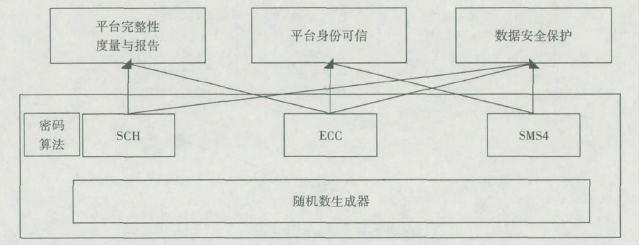 平台完整性
度量与报告
平台身份可信
数据安全保护
密码
算法
SCH
ECC
SMS4
随机数生成器